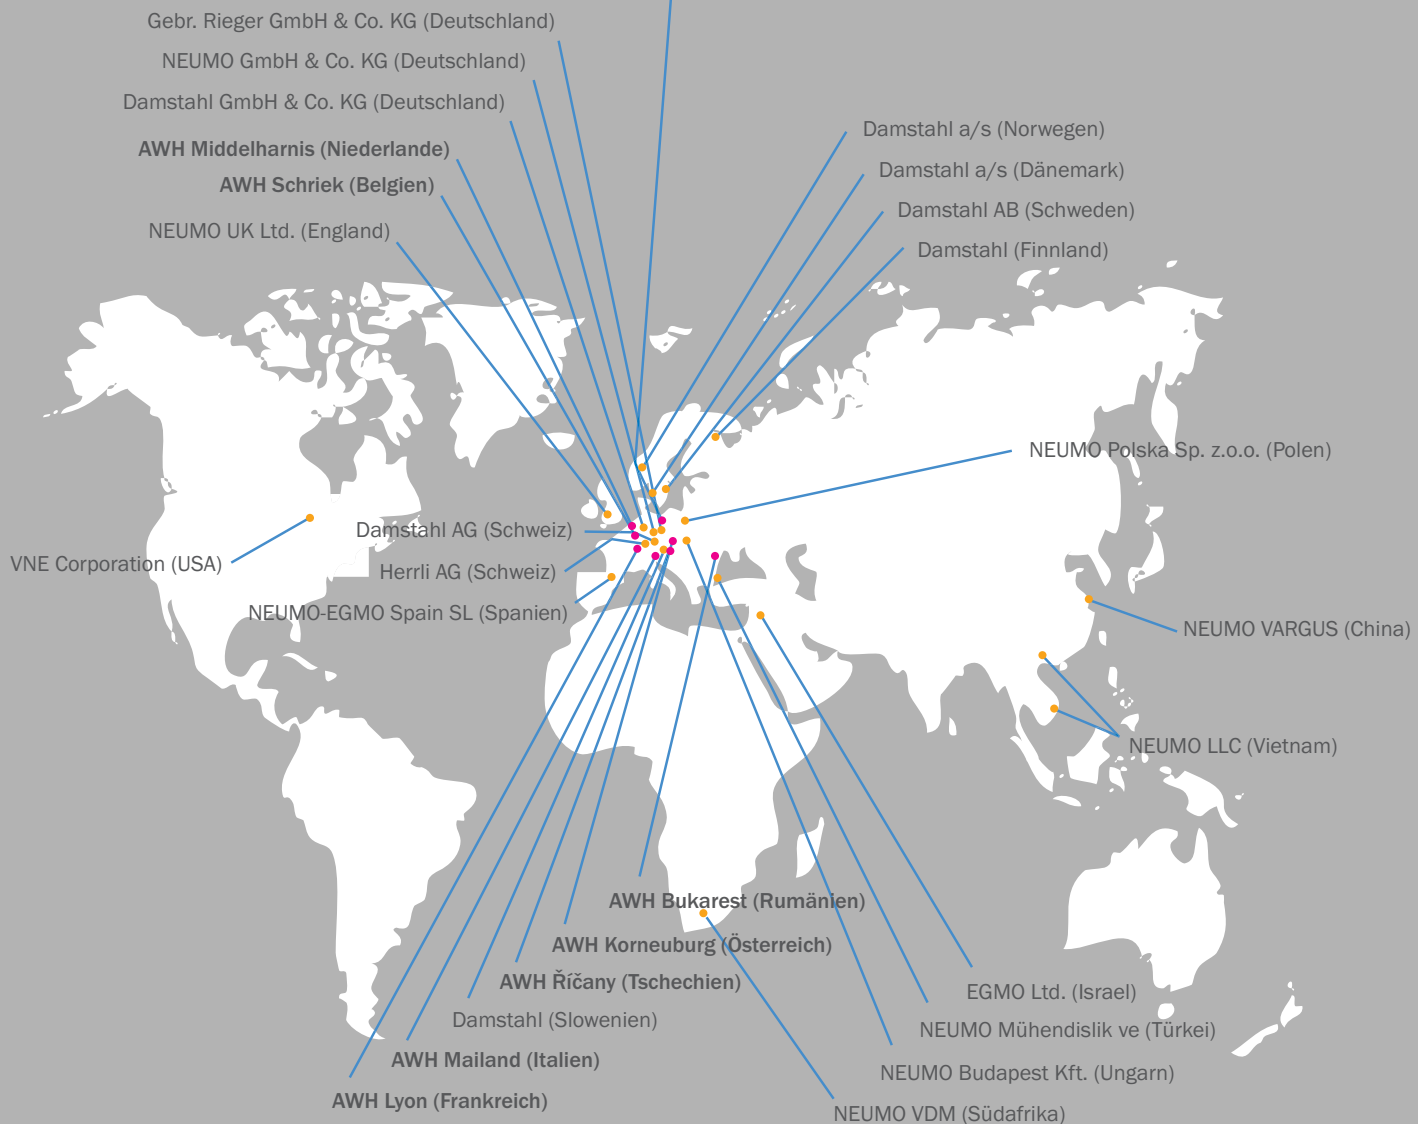 Gebr. Rieger GmbH & Co. KG (Deutschland)
NEUMO GmbH & Co. KG (Deutschland)
Damstahl GmbH & Co. KG (Deutschland)
AWH Middelharnis (Niederlande)
AWH Schriek (Belgien)
NEUMO UK Ltd. (England)
Damstahl a/s (Norwegen)
Damstahl a/s (Dänemark)
Damstahl AB (Schweden)
Damstahl (Finnland)
NEUMO Polska Sp. z.o.o. (Polen)
Damstahl AG (Schweiz)
VNE Corporation (USA)
Herrli AG (Schweiz)
NEUMO-EGMO Spain SL (Spanien)
NEUMO VARGUS (China)
NEUMO LLC (Vietnam)
AWH Bukarest (Rumänien)
AWH Korneuburg (Österreich)
AWH Říčany (Tschechien)
Damstahl (Slowenien)
AWH Mailand (Italien)
AWH Lyon (Frankreich)
EGMO Ltd. (Israel)
NEUMO Mühendislik ve (Türkei)
NEUMO Budapest Kft. (Ungarn)
NEUMO VDM (Südafrika)